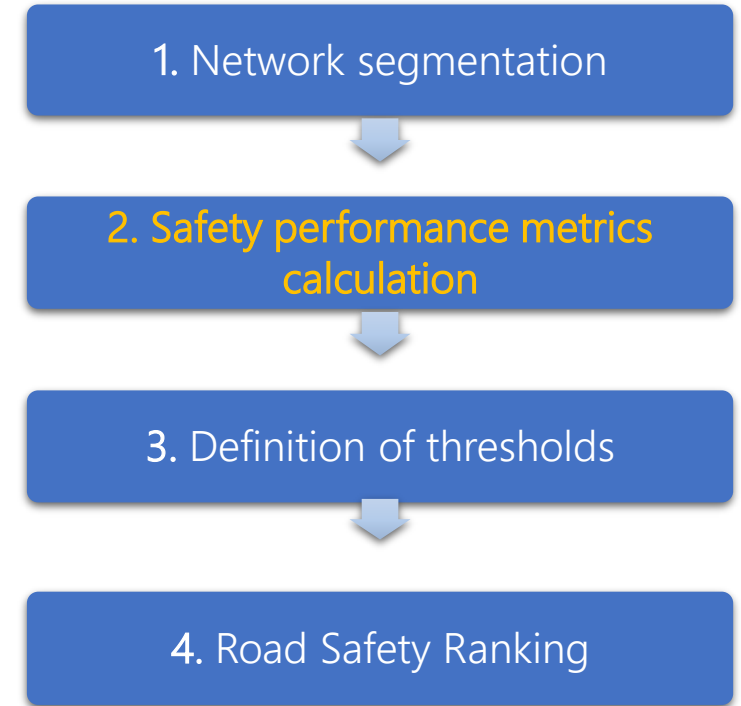 1. Network segmentation
2. Safety performance metrics
calculation
3. Definition of thresholds
4. Road Safety Ranking